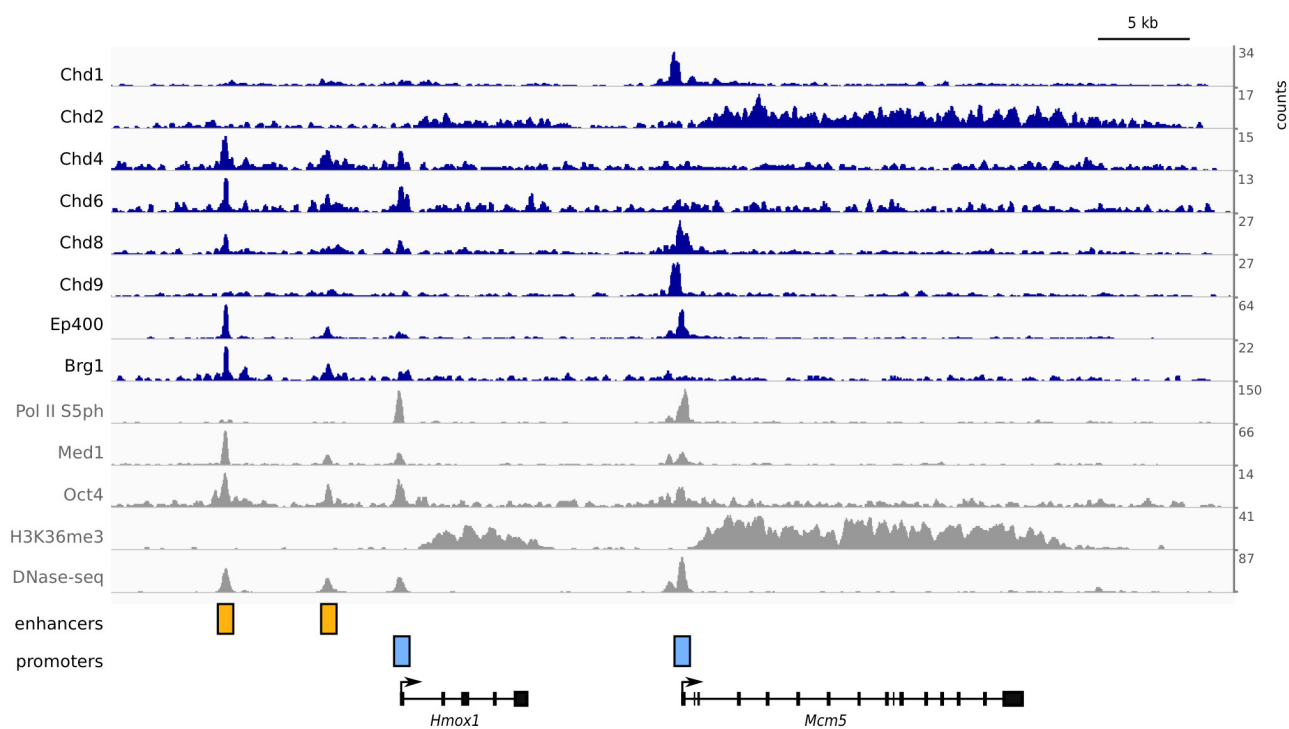 5 kb
Chd1
34
counts
Chd2
17
Chd4
15
Chd6
13
Chd8
27
Chd9
27
Ep400
64
Brg1
22
Pol II S5ph
150
Med1
66
Oct4
14
H3K36me3
41
DNase-seq
87
enhancers
promoters
Hmox1 Mcm5